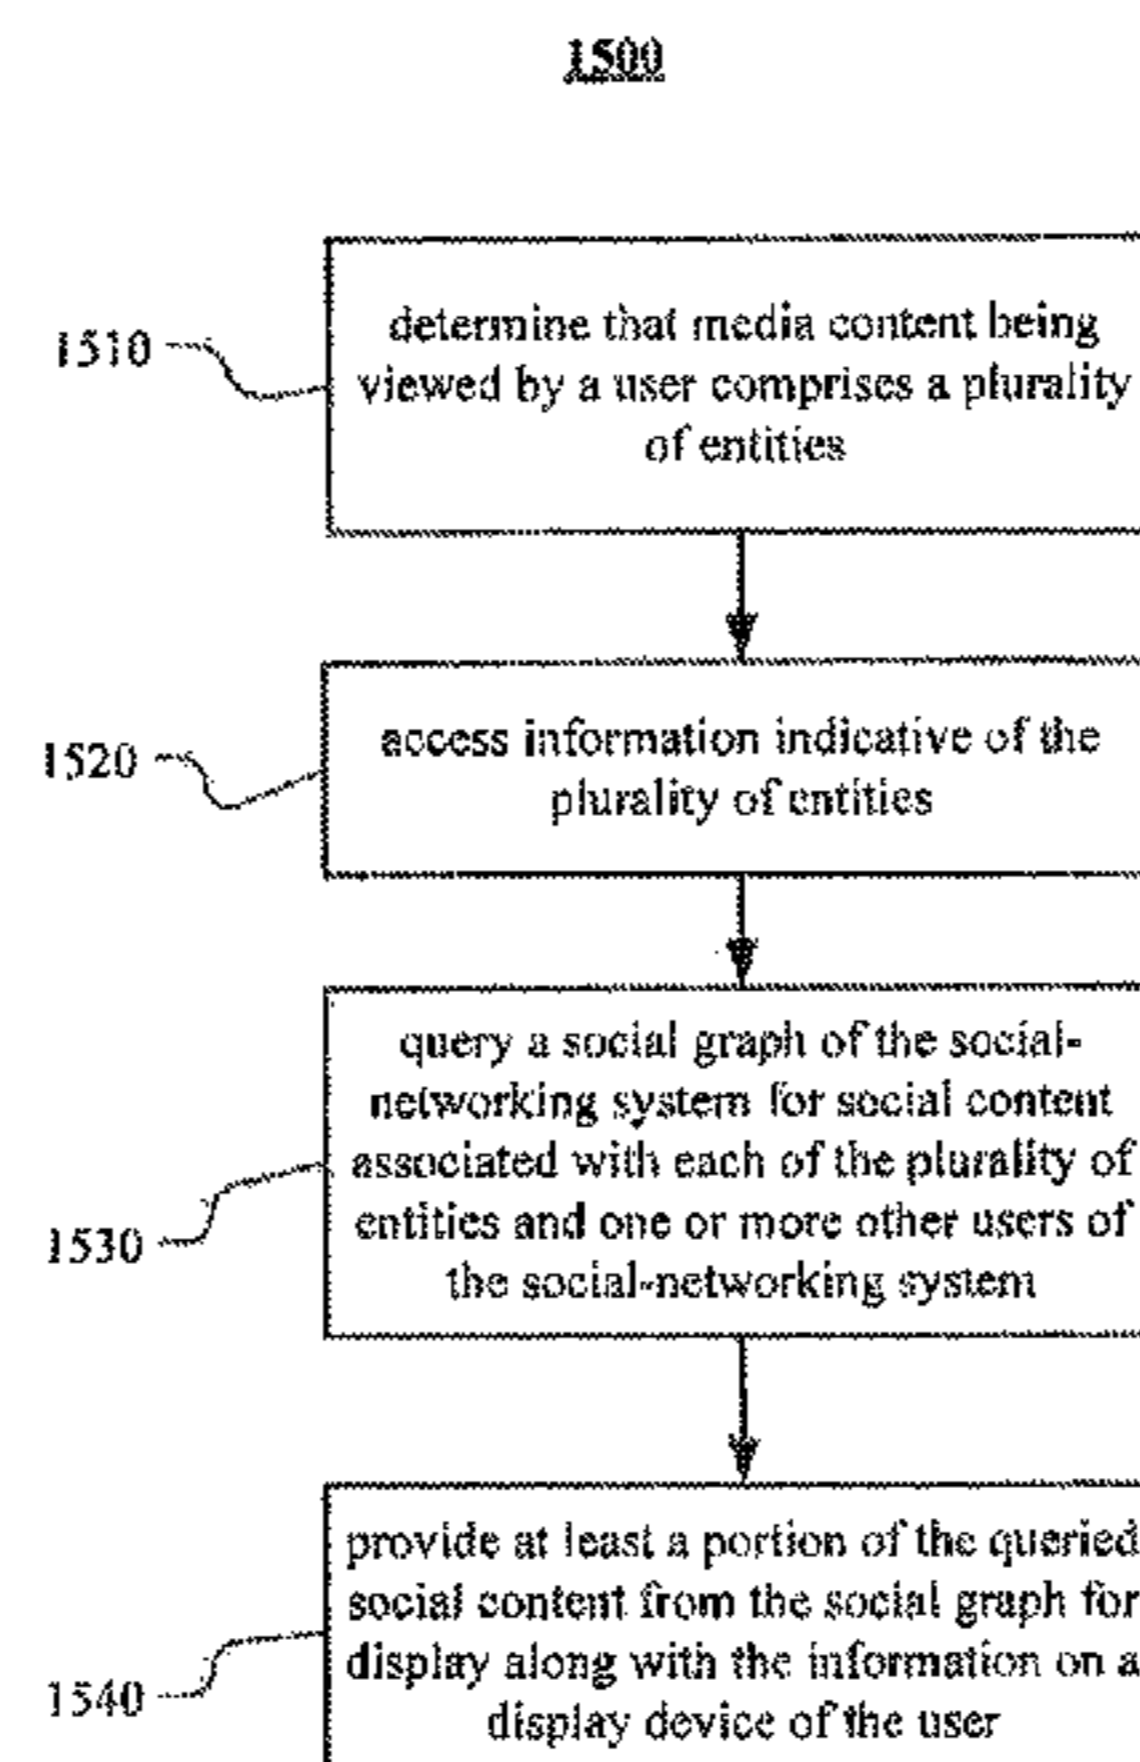 1500
1510
determine that media content being
viewed by a user comprises a plurality
of entities
1520
access information indicative of the
plurality of entities
1530
query a social graph of the social-
networking system for social content
associated with each of the plurality of
entities and one or more other users of
the social-networking system
1540
provide at least a portion of the queried
social content from the social graph for
display along with the information on a
display device of the user